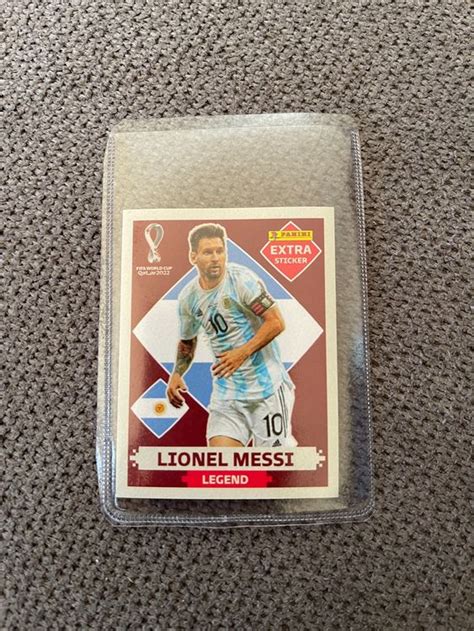 PANINI
EXTRA
STICKER
FIFA WORLD CUP
Qatar2022
10
10
LIONEL MESSI
LEGEND